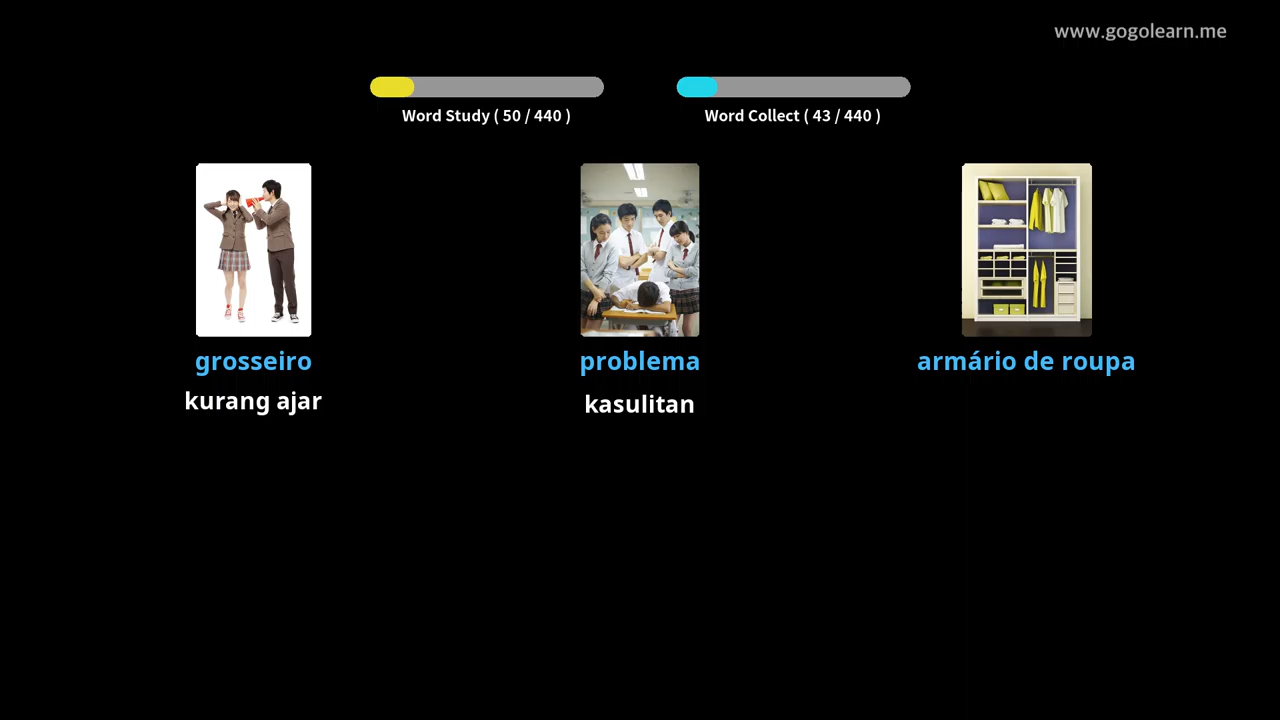 www.gogolearn.me
Word Study ( 50 / 440 )
Word Collect ( 43 / 440 )
grosseiro
problema
armário de roupa
kurang ajar
kasulitan